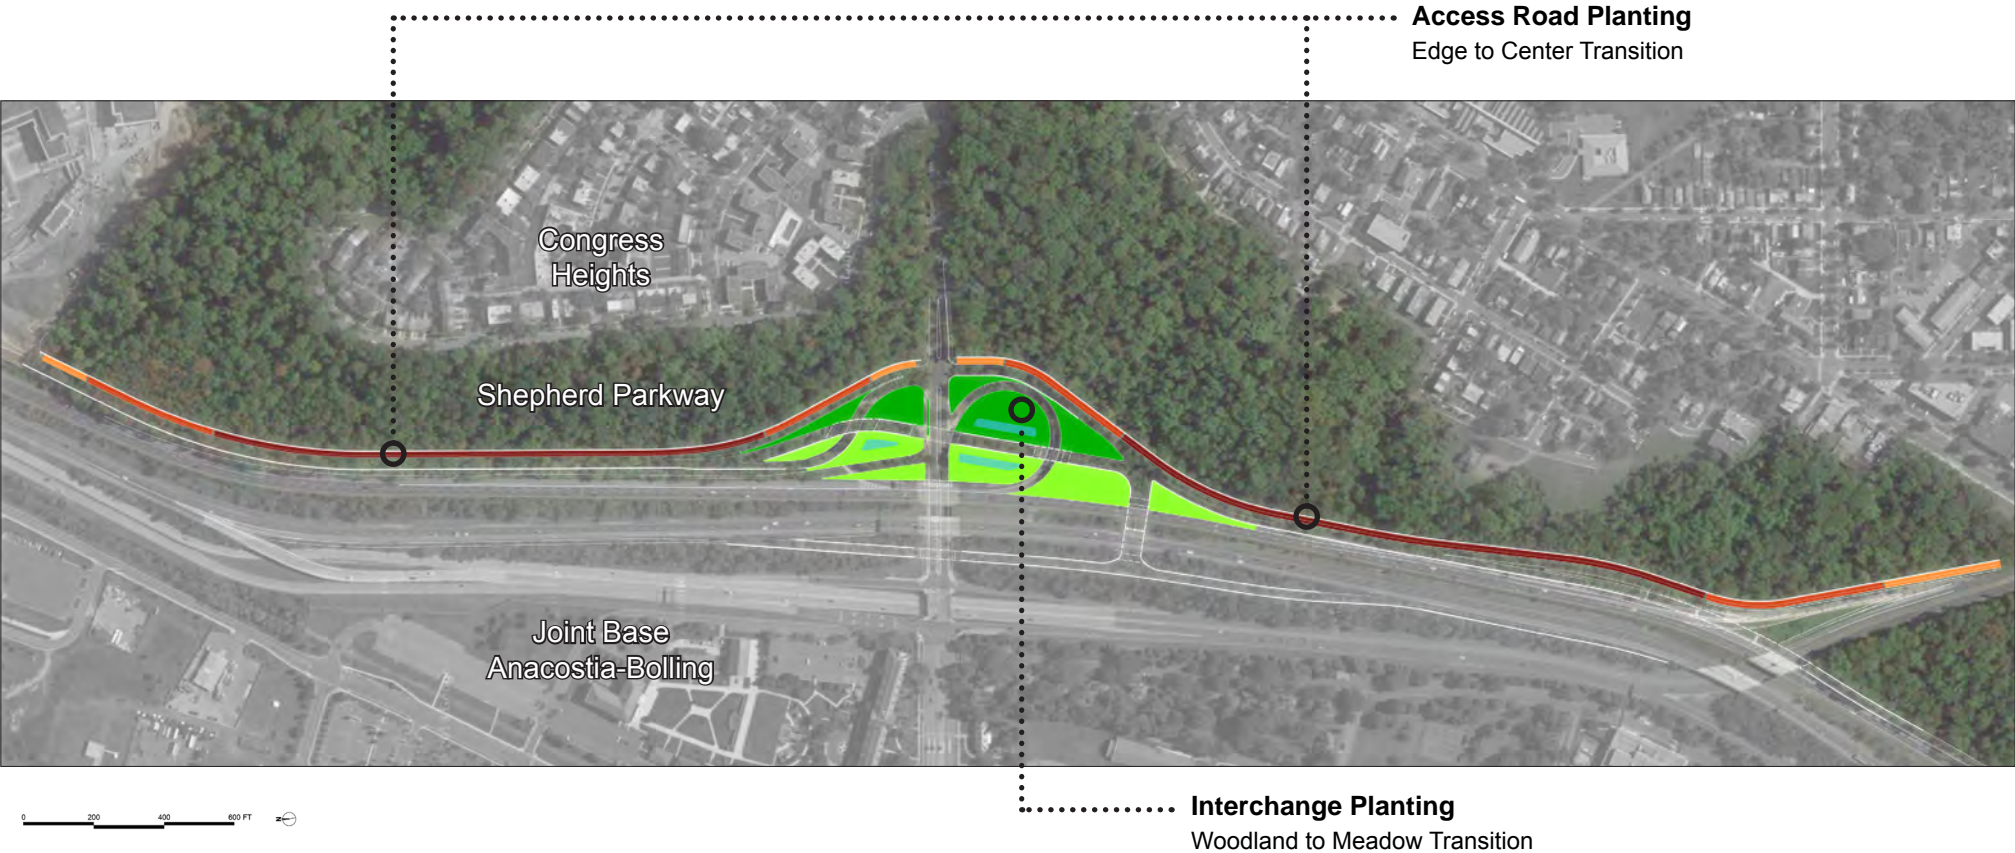 Access Road Planting
Edge to Center Transition
Congress
Heights
Shepherd Parkway
Joint Base
Anacostia-Bolling
0 200 400 600 FT
N
Interchange Planting
Woodland to Meadow Transition